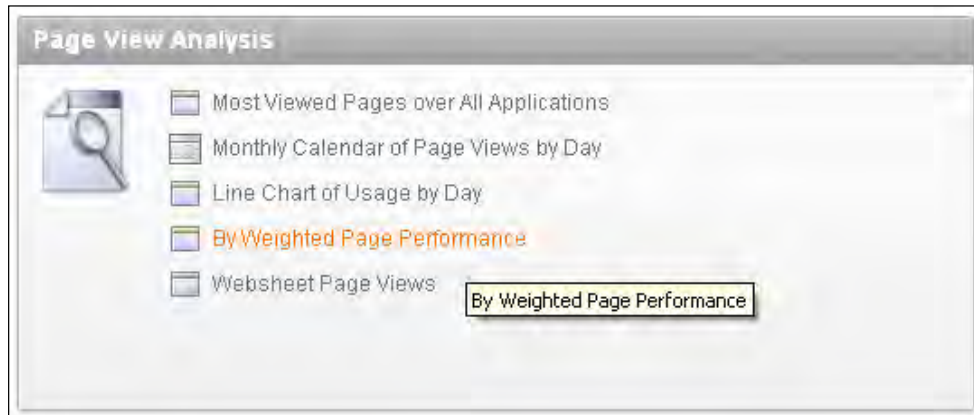 Page View Analysis
Most Viewed Pages over All Applications
Monthly Calendar of Page Views by Day
Line Chart of Usage by Day
By Weighted Page Performance
Websheet Page Views
By Weighted Page Performance